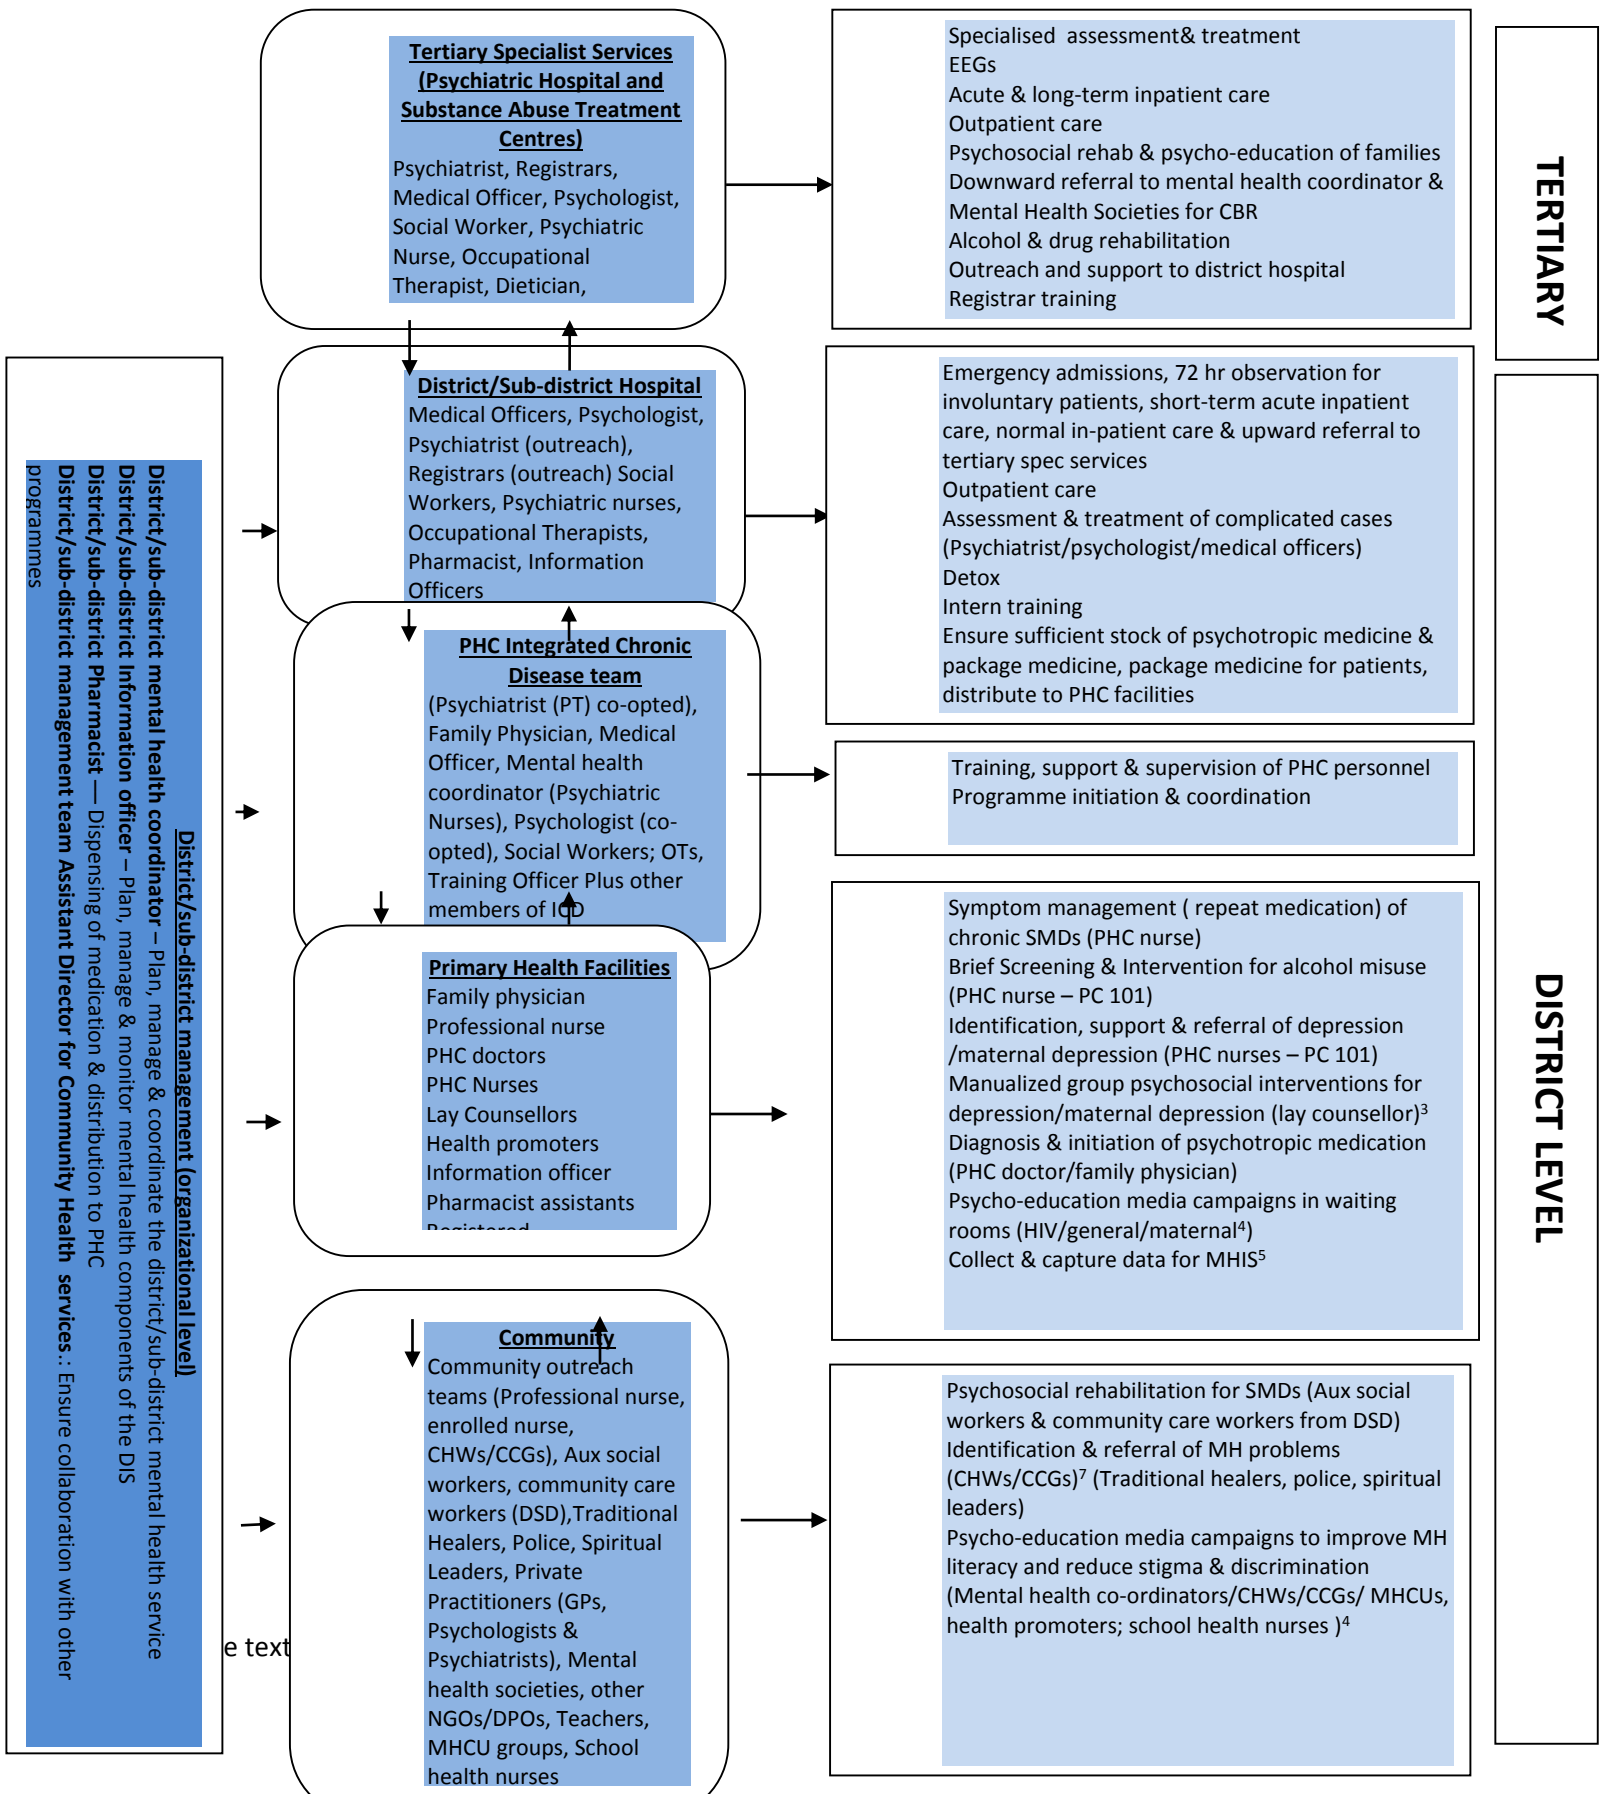 Tertiary Specialist Services
(Psychiatric Hospital and
Substance Abuse Treatment
Centres)
Psychiatrist, Registrars,
Medical Officer, Psychologist,
Social Worker, Psychiatric
Nurse, Occupational
Therapist, Dietician,
Specialised assessment& treatment
EEGs
Acute & long-term inpatient care
Outpatient care
Psychosocial rehab & psycho-education of families
Downward referral to mental health coordinator &
Mental Health Societies for CBR
Alcohol & drug rehabilitation
Outreach and support to district hospital
Registrar training
TERTIARY
District/sub-district management (organizational level)
District/sub-district mental health coordinator – Plan, manage & coordinate the district/sub-district mental health service
District/sub-district Information officer – Plan, manage & monitor mental health components of the DIS
District/sub-district Pharmacist –– Dispensing of medication & distribution to PHC
District/sub-district management team Assistant Director for Community Health services.: Ensure collaboration with other
programmes
District/Sub-district Hospital
Medical Officers, Psychologist,
Psychiatrist (outreach),
Registrars (outreach) Social
Workers, Psychiatric nurses,
Occupational Therapists,
Pharmacist, Information
Officers
Emergency admissions, 72 hr observation for
involuntary patients, short-term acute inpatient
care, normal in-patient care & upward referral to
tertiary spec services
Outpatient care
Assessment & treatment of complicated cases
(Psychiatrist/psychologist/medical officers)
Detox
Intern training
Ensure sufficient stock of psychotropic medicine &
package medicine, package medicine for patients,
distribute to PHC facilities
DISTRICT LEVEL
PHC Integrated Chronic
Disease team
(Psychiatrist (PT) co-opted),
Family Physician, Medical
Officer, Mental health
coordinator (Psychiatric
Nurses), Psychologist (co-
opted), Social Workers; OTs,
Training Officer Plus other
members of ICD
Training, support & supervision of PHC personnel
Programme initiation & coordination
Primary Health Facilities
Family physician
Professional nurse
PHC doctors
PHC Nurses
Lay Counsellors
Health promoters
Information officer
Pharmacist assistants
Registered
Symptom management ( repeat medication) of
chronic SMDs (PHC nurse)
Brief Screening & Intervention for alcohol misuse
(PHC nurse – PC 101)
Identification, support & referral of depression
/maternal depression (PHC nurses – PC 101)
Manualized group psychosocial interventions for
depression/maternal depression (lay counsellor)³
Diagnosis & initiation of psychotropic medication
(PHC doctor/family physician)
Psycho-education media campaigns in waiting
rooms (HIV/general/maternal⁴)
Collect & capture data for MHIS⁵
Community
Community outreach
teams (Professional nurse,
enrolled nurse,
CHWs/CCGs), Aux social
workers, community care
workers (DSD),Traditional
Healers, Police, Spiritual
Leaders, Private
Practitioners (GPs,
Psychologists &
Psychiatrists), Mental
health societies, other
NGOs/DPOs, Teachers,
MHCU groups, School
health nurses
e text
Psychosocial rehabilitation for SMDs (Aux social
workers & community care workers from DSD)
Identification & referral of MH problems
(CHWs/CCGs)⁷ (Traditional healers, police, spiritual
leaders)
Psycho-education media campaigns to improve MH
literacy and reduce stigma & discrimination
(Mental health co-ordinators/CHWs/CCGs/ MHCUs,
health promoters; school health nurses )⁴